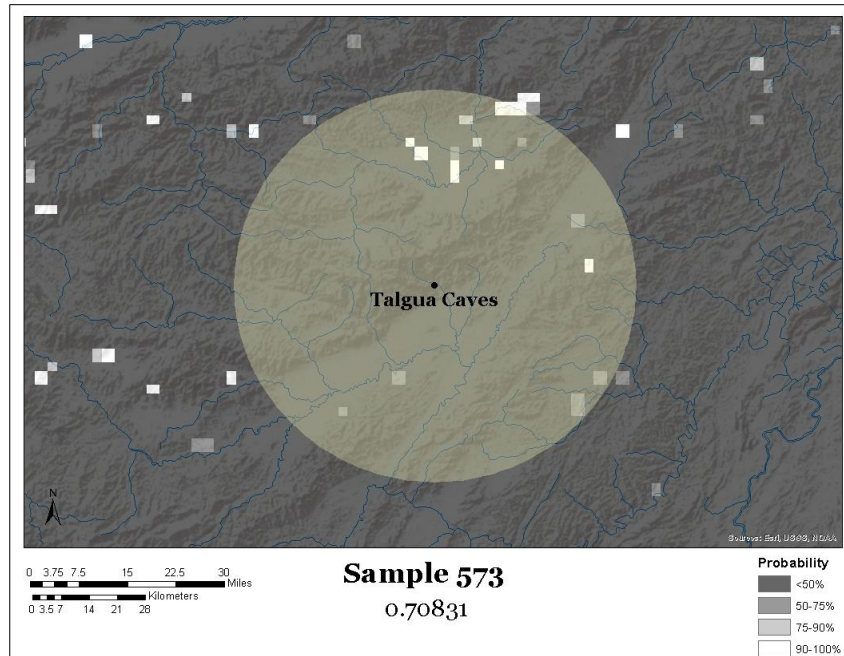 Talgua Caves
N
Sources: Esri, USGS, NOAA
0 3.75 7.5 15 22.5 30
Miles
Kilometers
0 3.5 7 14 21 28
Sample 573
0.70831
Probability
<50%
50-75%
75-90%
90-100%